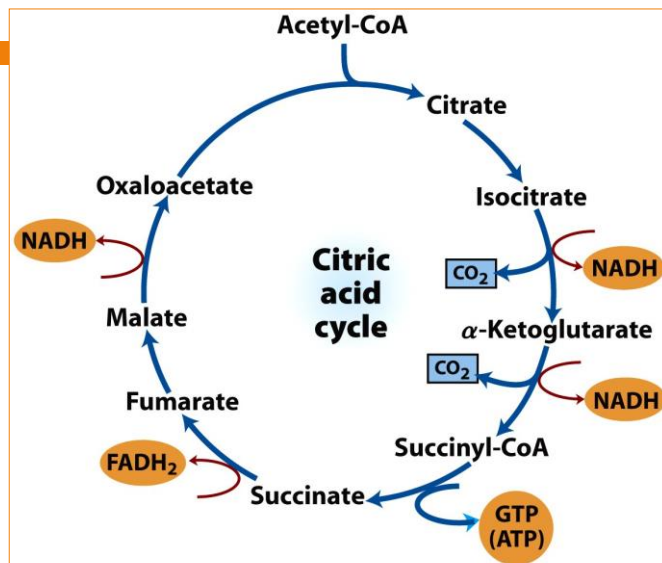 Acetyl-CoA
Citrate
Oxaloacetate
Isocitrate
NADH
Citric
acid
cycle
CO₂
NADH
Malate
α-Ketoglutarate
CO₂
Fumarate
NADH
Succinyl-CoA
FADH₂
Succinate
GTP
(ATP)